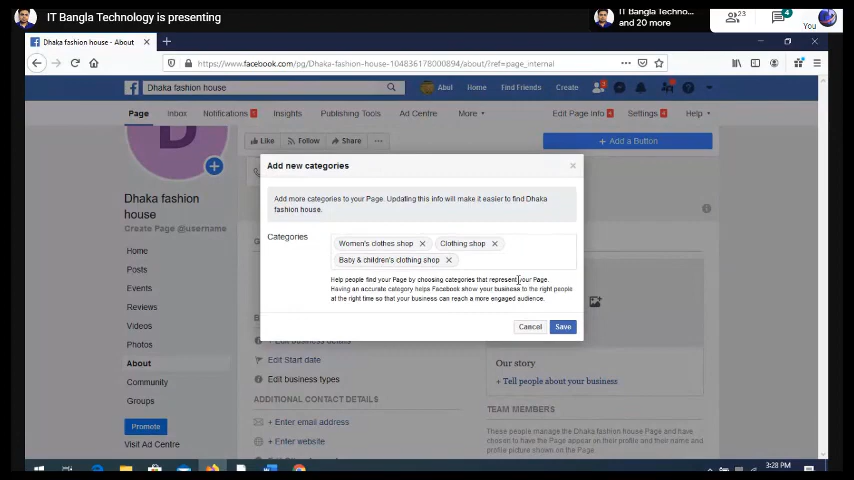 IT Bangla Technology is presenting
IT Bangla Techno...
and 20 more
23
4
You
Dhaka fashion house - About
https://www.facebook.com/pg/Dhaka-fashion-house-104836178000894/about/?ref=page_internal
Dhaka fashion house
Abul
Home
Find Friends
Create
Page
Inbox
Notifications
Insights
Publishing Tools
Ad Centre
More
Edit Page Info
Settings
Help
D
Like
Follow
Share
+ Add a Button
Add new categories
Add more categories to your Page. Updating this info will make it easier to find Dhaka
fashion house.
Categories
Women's clothes shop
Clothing shop
Baby & children's clothing shop
Help people find your Page by choosing categories that represent your Page.
Having an accurate category helps Facebook show your business to the right people
at the right time so that your business can reach a more engaged audience.
Cancel
Save
Dhaka fashion
house
Create Page @username
Home
Posts
Events
Reviews
Videos
Photos
About
Community
Groups
Promote
Visit Ad Centre
+ Edit business details
Edit Start date
Edit business types
ADDITIONAL CONTACT DETAILS
+ Enter email address
+ Enter website
Our story
+ Tell people about your business
TEAM MEMBERS
These people manage the Dhaka fashion house Page and have
chosen to have the Page appear on their profile and their name and
profile picture shown on the Page.
3:28 PM